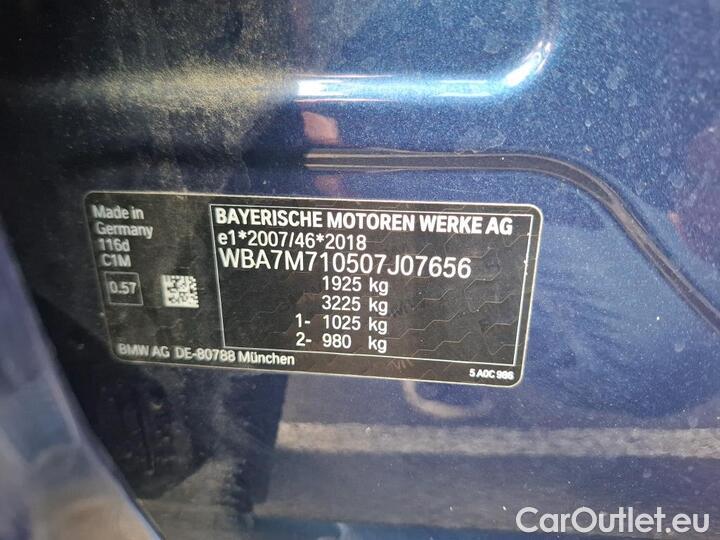 Made in
Germany
116d
C1M
0.57
BAYERISCHE MOTOREN WERKE AG
e1*2007/46*2018
WBA7M710507J07656
1925 kg
3225 kg
1- 1025 kg
2- 980 kg
BMW AG DE-80788 München
5 A0C 986
CarOutlet.eu